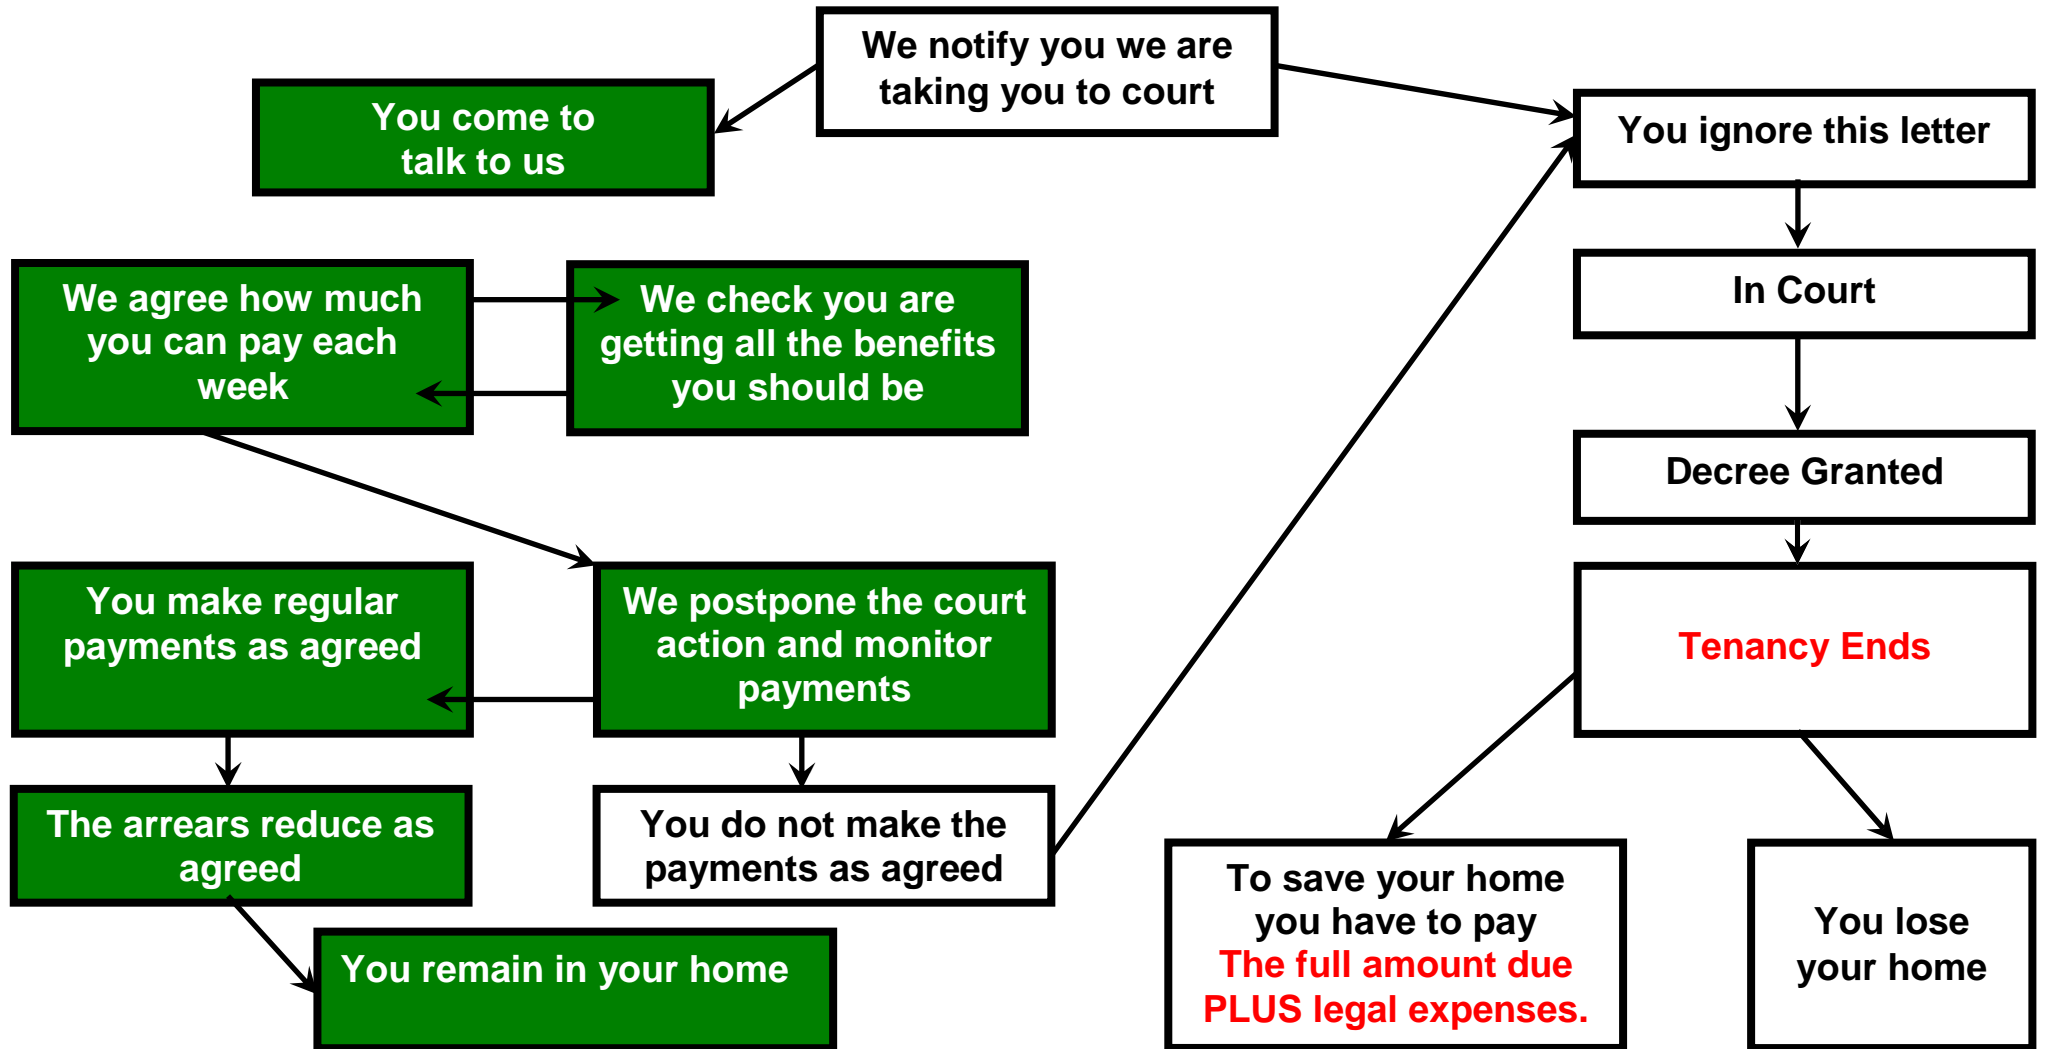 We notify you we are
taking you to court
You come to
talk to us
You ignore this letter
We agree how much
you can pay each
week
We check you are
getting all the benefits
you should be
In Court
Decree Granted
You make regular
payments as agreed
We postpone the court
action and monitor
payments
Tenancy Ends
The arrears reduce as
agreed
You do not make the
payments as agreed
To save your home
you have to pay
The full amount due
PLUS legal expenses.
You lose
your home
You remain in your home